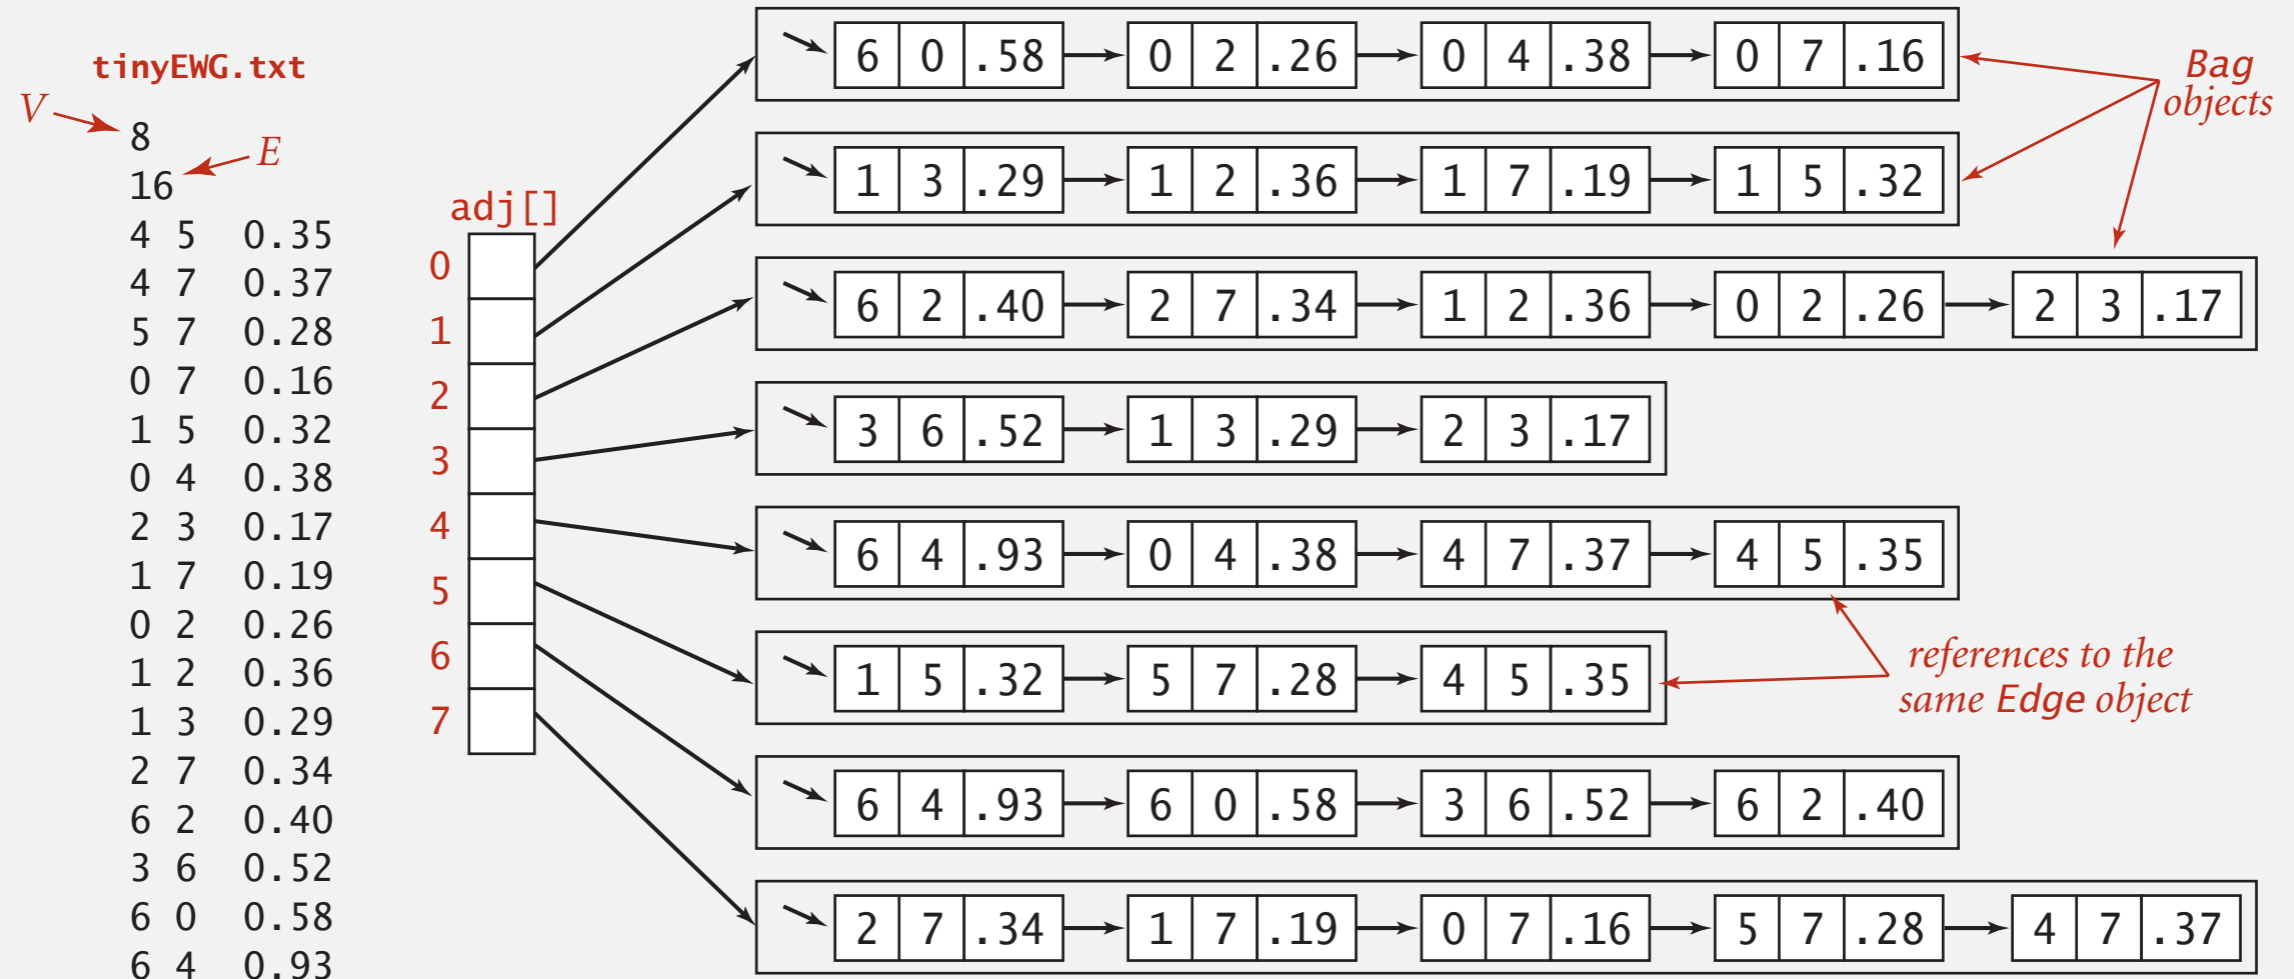 tinyEWG.txt
V
8
E
16
4 5 0.35
4 7 0.37
5 7 0.28
0 7 0.16
1 5 0.32
0 4 0.38
2 3 0.17
1 7 0.19
0 2 0.26
1 2 0.36
1 3 0.29
2 7 0.34
6 2 0.40
3 6 0.52
6 0 0.58
6 4 0.93
adj[]
0
1
2
3
4
5
6
7
6 0 .58 0 2 .26 0 4 .38 0 7 .16
1 3 .29 1 2 .36 1 7 .19 1 5 .32
6 2 .40 2 7 .34 1 2 .36 0 2 .26 2 3 .17
3 6 .52 1 3 .29 2 3 .17
6 4 .93 0 4 .38 4 7 .37 4 5 .35
1 5 .32 5 7 .28 4 5 .35
6 4 .93 6 0 .58 3 6 .52 6 2 .40
2 7 .34 1 7 .19 0 7 .16 5 7 .28 4 7 .37
Bag
objects
references to the
same Edge object